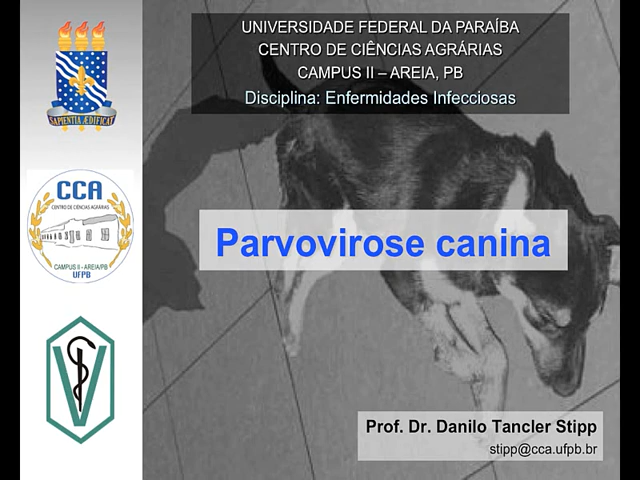 UNIVERSIDADE FEDERAL DA PARAÍBA
CENTRO DE CIÊNCIAS AGRÁRIAS
CAMPUS II – AREIA, PB
Disciplina: Enfermidades Infecciosas
SAPIENTIA ÆDIFICAT
CCA
CENTRO DE CIÊNCIAS AGRÁRIAS
CAMPUS II - AREIA/PB
UFPB
Parvovirose canina
V
Prof. Dr. Danilo Tancler Stipp
stipp@cca.ufpb.br